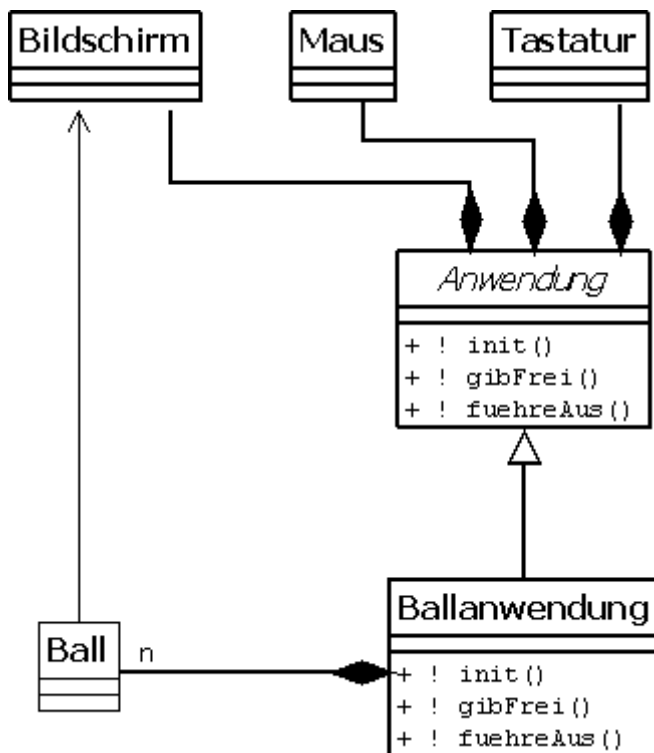 Bildschirm
Maus
Tastatur
Anwendung
+ ! init()
+ ! gibFrei()
+ ! fuehreAus()
Ballanwendung
+ ! init()
+ ! gibFrei()
+ ! fuehreAus()
Ball
n